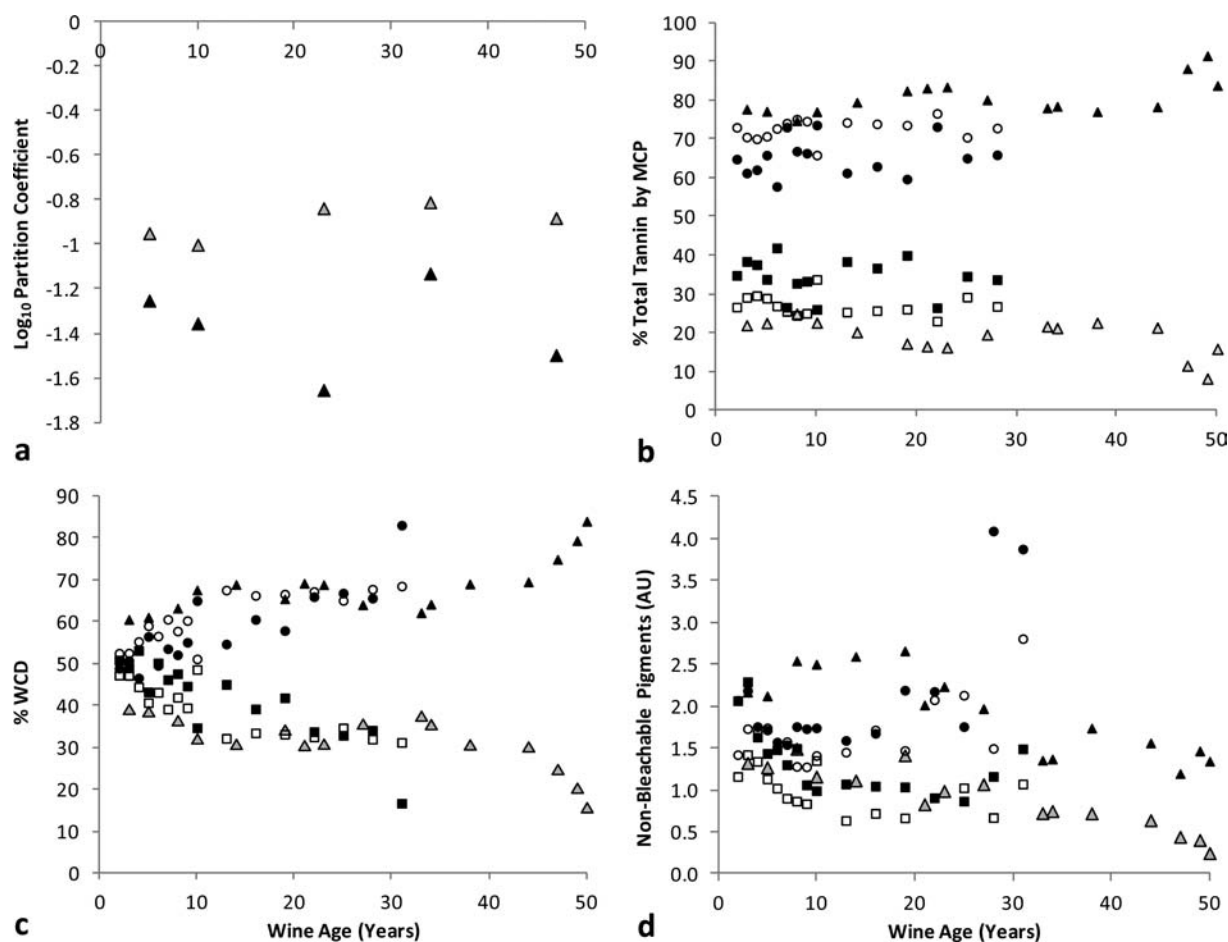 0
0 10 20 30 40 50
-0.2
-0.4
-0.6
-0.8
-1
-1.2
-1.4
-1.6
-1.8
Log10 Partition Coefficient
a
100
90
80
70
60
50
40
30
20
10
0
0 10 20 30 40 50
% Total Tannin by MCP
b
90
80
70
60
50
40
30
20
10
0
0 10 20 30 40 50
% WCD
Wine Age (Years)
c
4.5
4.0
3.5
3.0
2.5
2.0
1.5
1.0
0.5
0.0
0 10 20 30 40 50
Non-Bleachable Pigments (AU)
Wine Age (Years)
d